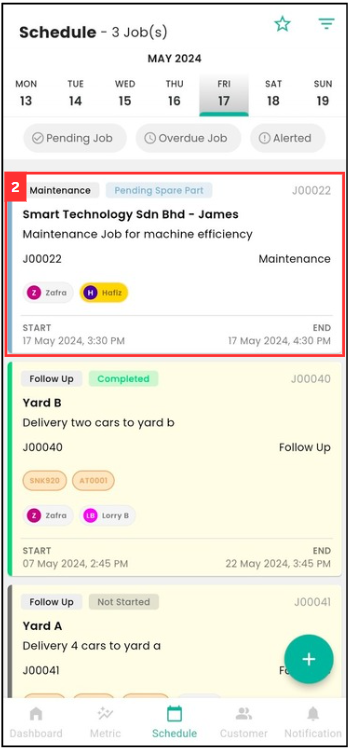 Schedule - 3 Job(s)
MAY 2024
MON TUE WED THU FRI SAT SUN
13 14 15 16 17 18 19
Pending Job Overdue Job Alerted
2 Maintenance Pending Spare Part J00022
Smart Technology Sdn Bhd - James
Maintenance Job for machine efficiency
J00022 Maintenance
Z Zafra H Hafiz
START END
17 May 2024, 3:30 PM 17 May 2024, 4:30 PM
Follow Up Completed J00040
Yard B
Delivery two cars to yard b
J00040 Follow Up
SNK920 AT0001
Z Zafra LB Lorry B
START END
07 May 2024, 2:45 PM 22 May 2024, 3:45 PM
Follow Up Not Started J00041
Yard A
Delivery 4 cars to yard a
J00041
+
Dashboard Metric Schedule Customer Notification